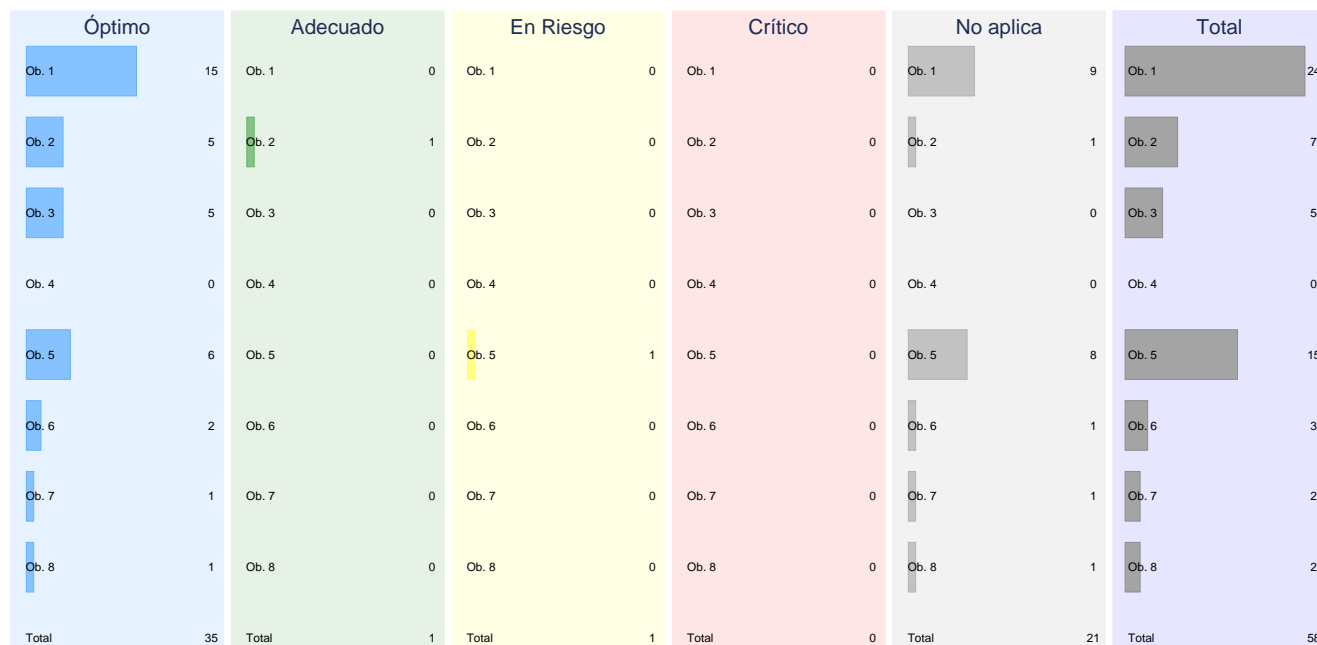 Óptimo Adecuado En Riesgo Crítico No aplica Total
Ob. 1 15 Ob. 1 0 Ob. 1 0 Ob. 1 0 Ob. 1 9 Ob. 1 24
Ob. 2 5 Ob. 2 1 Ob. 2 0 Ob. 2 0 Ob. 2 1 Ob. 2 7
Ob. 3 5 Ob. 3 0 Ob. 3 0 Ob. 3 0 Ob. 3 0 Ob. 3 5
Ob. 4 0 Ob. 4 0 Ob. 4 0 Ob. 4 0 Ob. 4 0 Ob. 4 0
Ob. 5 6 Ob. 5 0 Ob. 5 1 Ob. 5 0 Ob. 5 8 Ob. 5 15
Ob. 6 2 Ob. 6 0 Ob. 6 0 Ob. 6 0 Ob. 6 1 Ob. 6 3
Ob. 7 1 Ob. 7 0 Ob. 7 0 Ob. 7 0 Ob. 7 1 Ob. 7 2
Ob. 8 1 Ob. 8 0 Ob. 8 0 Ob. 8 0 Ob. 8 1 Ob. 8 2
Total 35 Total 1 Total 1 Total 0 Total 21 Total 58